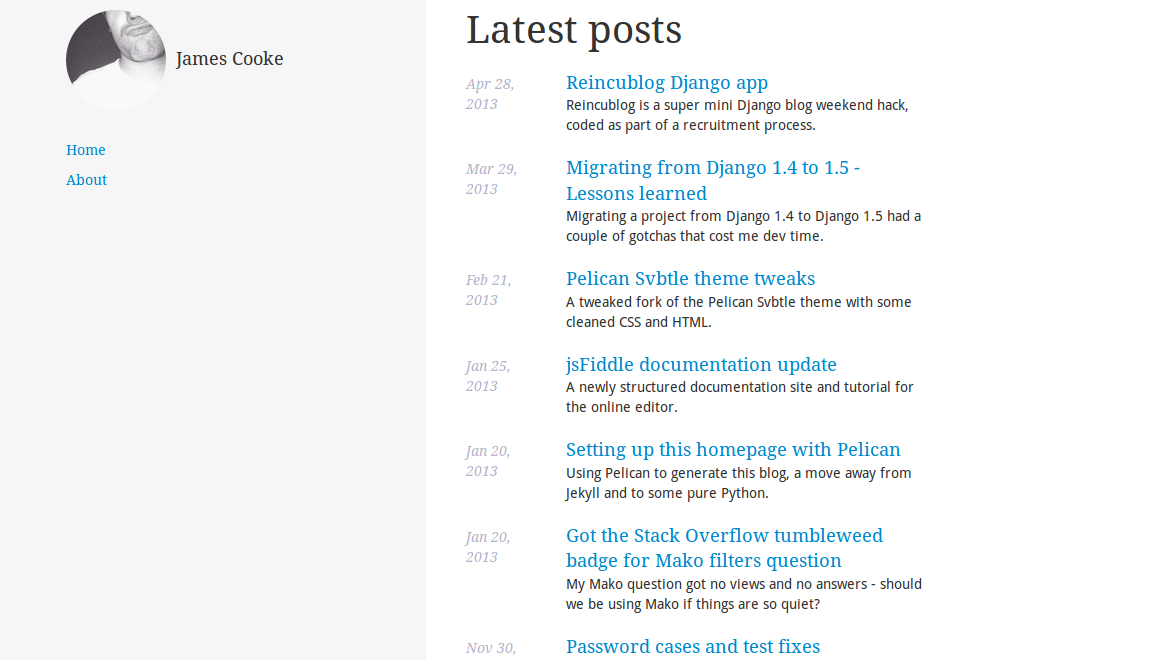 James Cooke
Home
About
Latest posts
Apr 28,
2013
Reincublog Django app
Reincublog is a super mini Django blog weekend hack,
coded as part of a recruitment process.
Mar 29,
2013
Migrating from Django 1.4 to 1.5 -
Lessons learned
Migrating a project from Django 1.4 to Django 1.5 had a
couple of gotchas that cost me dev time.
Feb 21,
2013
Pelican Svbtle theme tweaks
A tweaked fork of the Pelican Svbtle theme with some
cleaned CSS and HTML.
Jan 25,
2013
jsFiddle documentation update
A newly structured documentation site and tutorial for
the online editor.
Jan 20,
2013
Setting up this homepage with Pelican
Using Pelican to generate this blog, a move away from
Jekyll and to some pure Python.
Jan 20,
2013
Got the Stack Overflow tumbleweed
badge for Mako filters question
My Mako question got no views and no answers - should
we be using Mako if things are so quiet?
Nov 30,
Password cases and test fixes